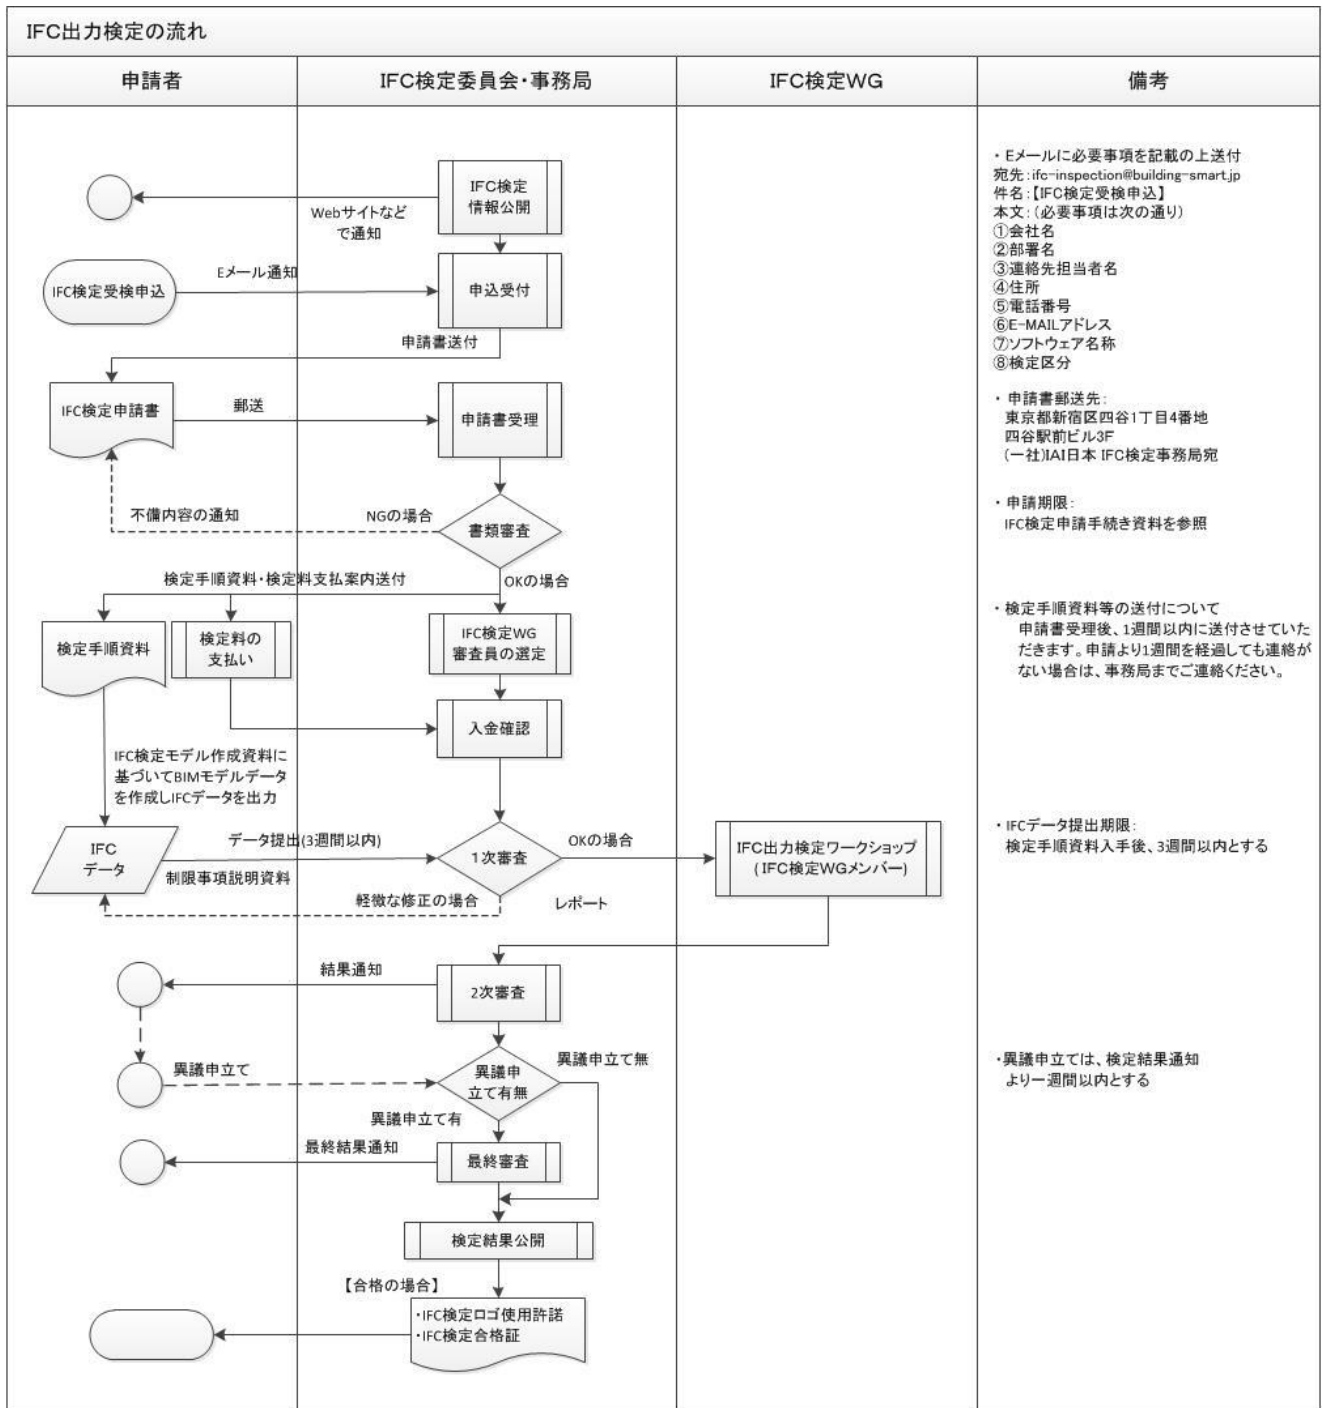 IFC出力検定の流れ
申請者
IFC検定委員会・事務局
IFC検定WG
備考
IFC検定
情報公開
Webサイトなど
で通知
IFC検定受検申込
Eメール通知
申込受付
申請書送付
IFC検定申請書
郵送
申請書受理
不備内容の通知
NGの場合
書類審査
検定手順資料・検定料支払案内送付
OKの場合
検定手順資料
検定料の
支払い
IFC検定WG
審査員の選定
入金確認
IFC検定モデル作成資料に
基づいてBIMモデルデータ
を作成しIFCデータを出力
IFC
データ
データ提出(3週間以内)
制限事項説明資料
1次審査
OKの場合
IFC出力検定ワークショップ
(IFC検定WGメンバー)
軽微な修正の場合
レポート
結果通知
2次審査
異議申立て
異議申
立て有無
異議申立て無
異議申立て有
最終結果通知
最終審査
検定結果公開
【合格の場合】
・IFC検定ロゴ使用許諾
・IFC検定合格証
・Eメールに必要事項を記載の上送付
宛先:ifc-inspection@building-smart.jp
件名:【IFC検定受検申込】
本文:(必要事項は次の通り)
①会社名
②部署名
③連絡先担当者名
④住所
⑤電話番号
⑥E-MAILアドレス
⑦ソフトウェア名称
⑧検定区分
・申請書郵送先:
東京都新宿区四谷1丁目4番地
四谷駅前ビル3F
(一社)IAI日本 IFC検定事務局宛
・申請期限:
IFC検定申請手続き資料を参照
・検定手順資料等の送付について
申請書受理後、1週間以内に送付させていた
だきます。申請より1週間を経過しても連絡が
ない場合は、事務局までご連絡ください。
・IFCデータ提出期限:
検定手順資料入手後、3週間以内とする
・異議申立ては、検定結果通知
より一週間以内とする